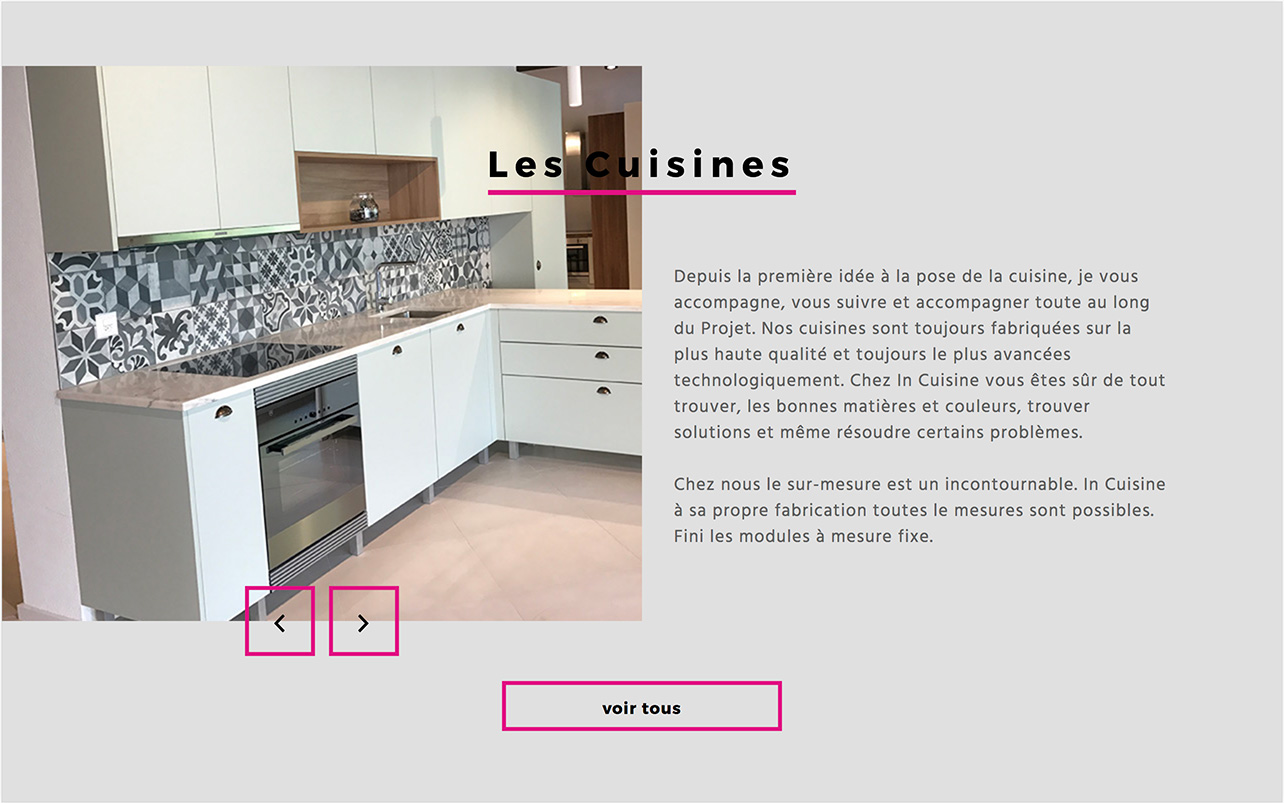 Les Cuisines
Depuis la première idée à la pose de la cuisine, je vous
accompagne, vous suivre et accompagner toute au long
du Projet. Nos cuisines sont toujours fabriquées sur la
plus haute qualité et toujours le plus avancées
technologiquement. Chez In Cuisine vous êtes sûr de tout
trouver, les bonnes matières et couleurs, trouver
solutions et même résoudre certains problèmes.
Chez nous le sur-mesure est un incontournable. In Cuisine
à sa propre fabrication toutes le mesures sont possibles.
Fini les modules à mesure fixe.
voir tous